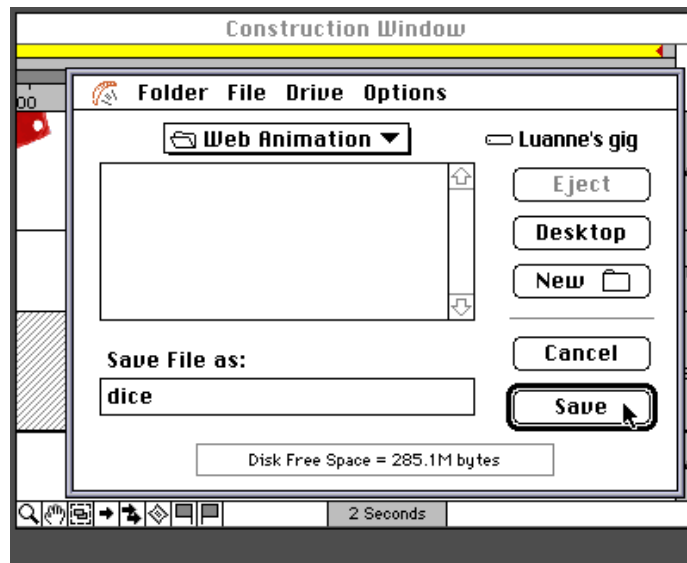 Construction Window
00
Folder File Drive Options
Web Animation
Luanne's gig
Eject
Desktop
New
Save File as:
dice
Cancel
Save
Disk Free Space = 285.1M bytes
2 Seconds